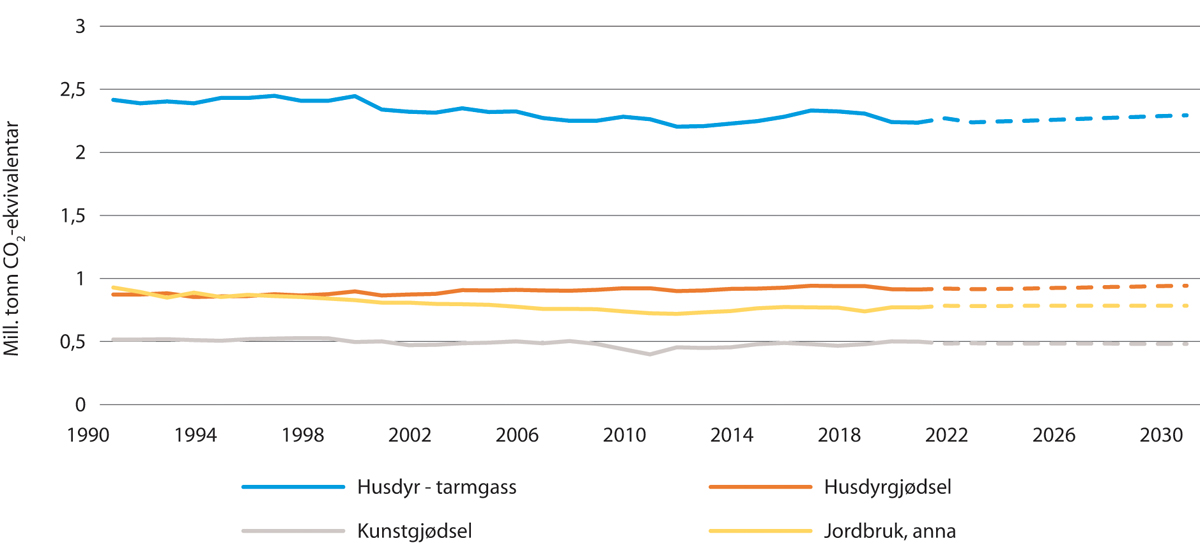 Mill. tonn CO₂-ekvivalentar
3
2,5
2
1,5
1
0,5
0
1990 1994 1998 2002 2006 2010 2014 2018 2022 2026 2030
Husdyr - tarmgass Husdyrgjødsel
Kunstgjødsel Jordbruk, anna